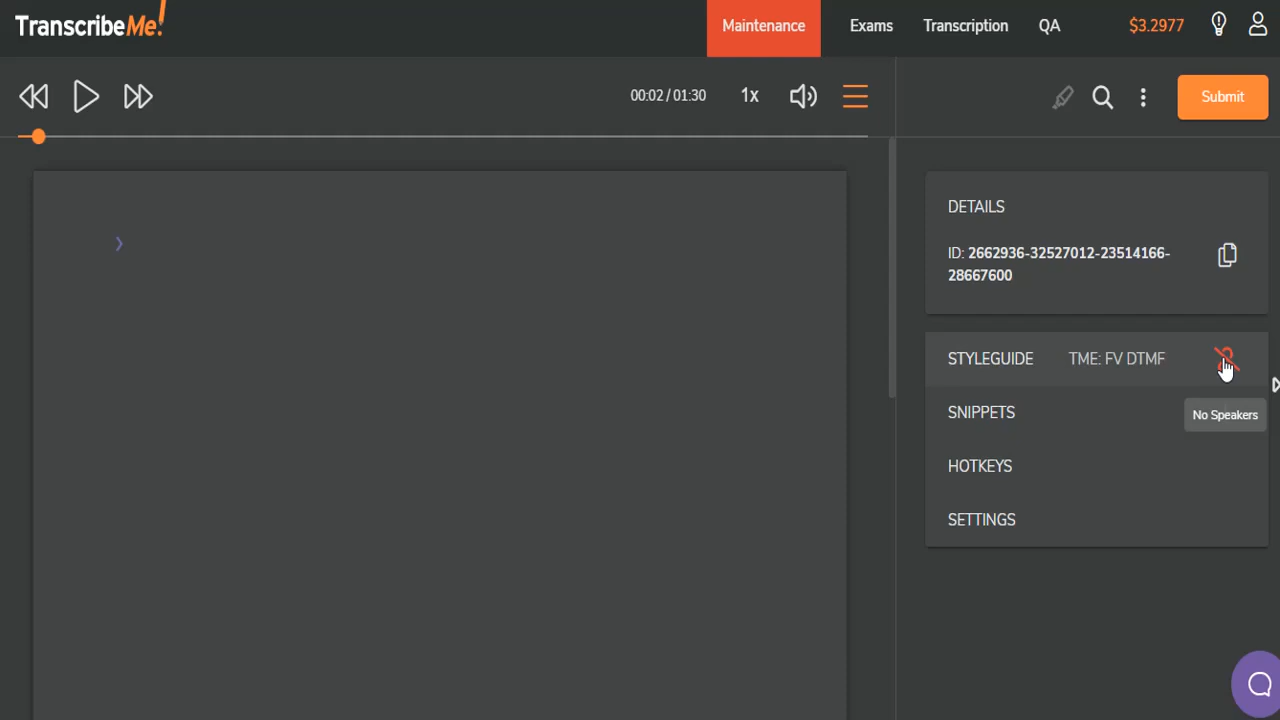 TranscribeMe!
Maintenance
Exams
Transcription
QA
$3.2977
00:02 / 01:30
1x
Submit
DETAILS
ID: 2662936-32527012-23514166-
28667600
STYLEGUIDE TME: FV DTMF
SNIPPETS
No Speakers
HOTKEYS
SETTINGS